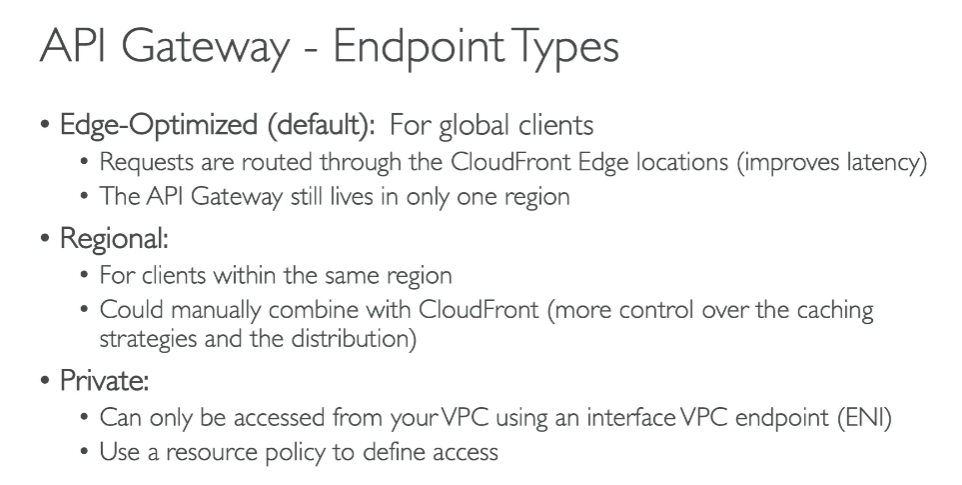 API Gateway - Endpoint Types
• Edge-Optimized (default): For global clients
• Requests are routed through the CloudFront Edge locations (improves latency)
• The API Gateway still lives in only one region
• Regional:
• For clients within the same region
• Could manually combine with CloudFront (more control over the caching
strategies and the distribution)
• Private:
• Can only be accessed from your VPC using an interface VPC endpoint (ENI)
• Use a resource policy to define access